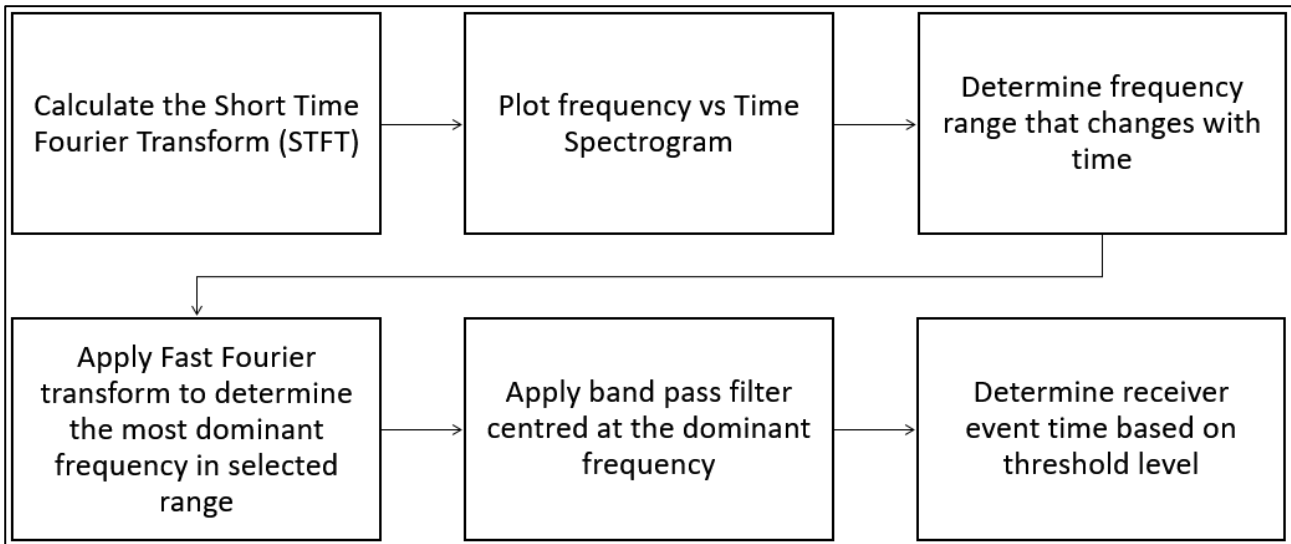 Calculate the Short Time
Fourier Transform (STFT)
Plot frequency vs Time
Spectrogram
Determine frequency
range that changes with
time
Apply Fast Fourier
transform to determine
the most dominant
frequency in selected
range
Apply band pass filter
centred at the dominant
frequency
Determine receiver
event time based on
threshold level